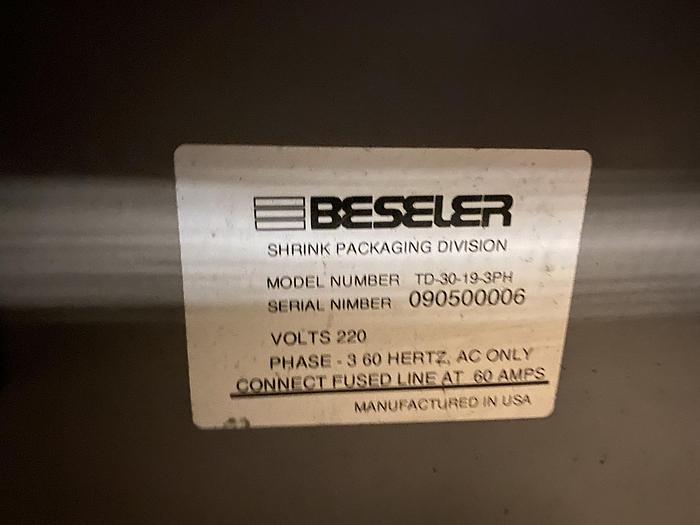 BESELER
SHRINK PACKAGING DIVISION
MODEL NUMBER TD-30-19-3PH
SERIAL NIMBER 090500006
VOLTS 220
PHASE - 3 60 HERTZ, AC ONLY
CONNECT FUSED LINE AT 60 AMPS
MANUFACTURED IN USA